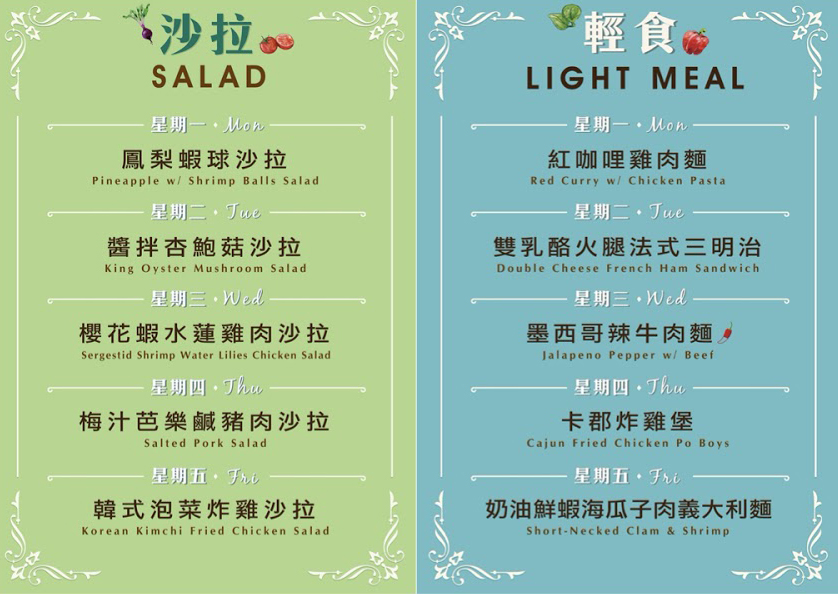 沙拉
SALAD
星期一・Mon
鳳梨蝦球沙拉
Pineapple w/ Shrimp Balls Salad
星期二・Tue
醬拌杏鮑菇沙拉
King Oyster Mushroom Salad
星期三・Wed
櫻花蝦水蓮雞肉沙拉
Sergestid Shrimp Water Lilies Chicken Salad
星期四・Thu
梅汁芭樂鹹豬肉沙拉
Salted Pork Salad
星期五・Fri
韓式泡菜炸雞沙拉
Korean Kimchi Fried Chicken Salad
輕食
LIGHT MEAL
星期一・Mon
紅咖哩雞肉麵
Red Curry w/ Chicken Pasta
星期二・Tue
雙乳酪火腿法式三明治
Double Cheese French Ham Sandwich
星期三・Wed
墨西哥辣牛肉麵
Jalapeno Pepper w/ Beef
星期四・Thu
卡郡炸雞堡
Cajun Fried Chicken Po Boys
星期五・Fri
奶油鮮蝦海瓜子肉義大利麵
Short-Necked Clam & Shrimp